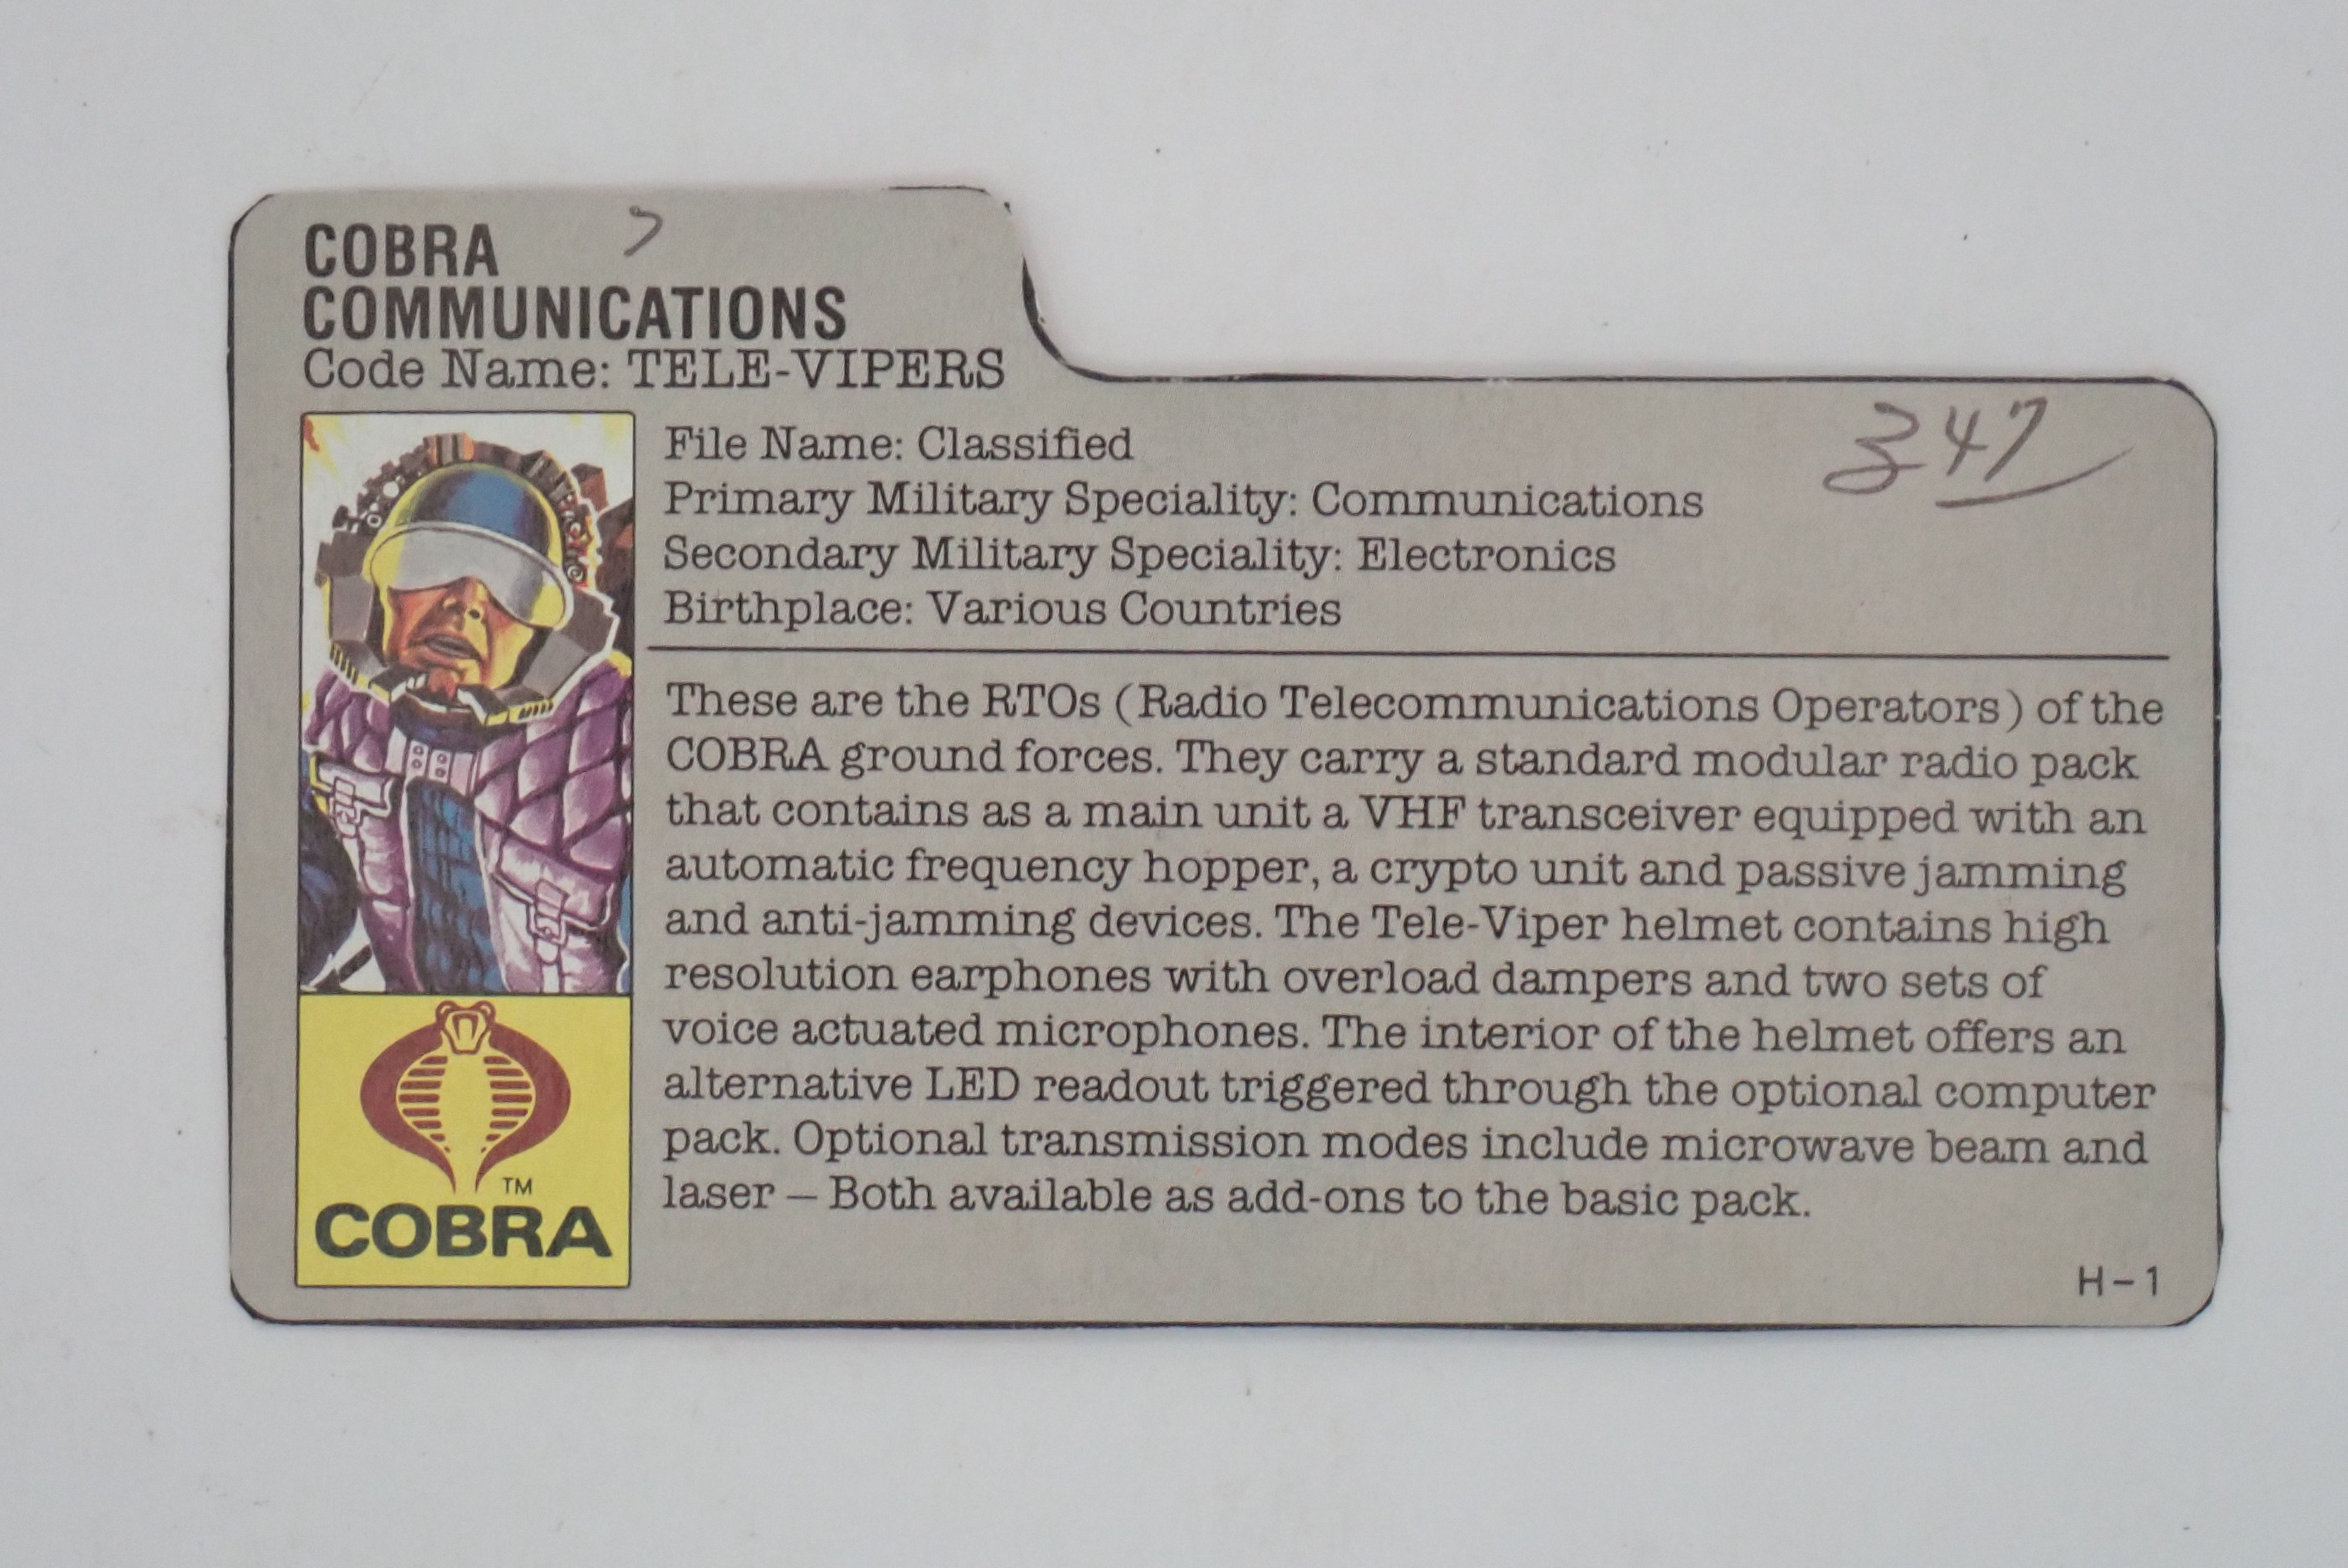 COBRA
COMMUNICATIONS
Code Name: TELE-VIPERS
File Name: Classified
347
Primary Military Speciality: Communications
Secondary Military Speciality: Electronics
Birthplace: Various Countries
These are the RTOs (Radio Telecommunications Operators) of the
COBRA ground forces. They carry a standard modular radio pack
that contains as a main unit a VHF transceiver equipped with an
automatic frequency hopper, a crypto unit and passive jamming
and anti-jamming devices. The Tele-Viper helmet contains high
resolution earphones with overload dampers and two sets of
voice actuated microphones. The interior of the helmet offers an
alternative LED readout triggered through the optional computer
pack. Optional transmission modes include microwave beam and
laser – Both available as add-ons to the basic pack.
TM
COBRA
H-1